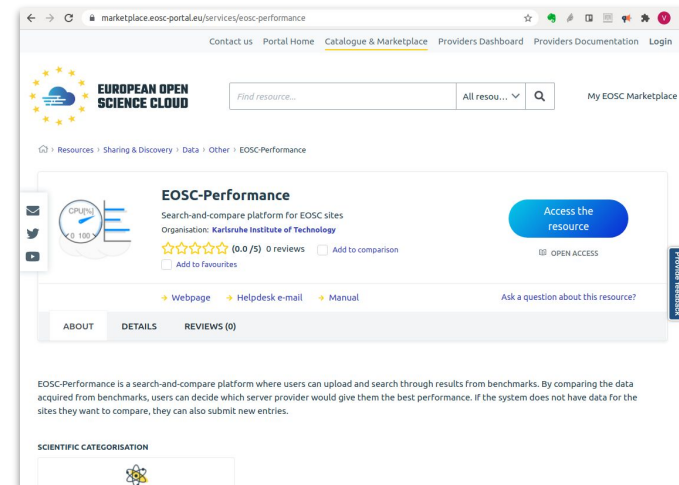 marketplace.eosc-portal.eu/services/eosc-performance
V
Contact us Portal Home Catalogue & Marketplace Providers Dashboard Providers Documentation Login
EUROPEAN OPEN
SCIENCE CLOUD
Find resource...
All resou...
My EOSC Marketplace
Resources › Sharing & Discovery › Data › Other › EOSC-Performance
CPU[%]
0 100
EOSC-Performance
Search-and-compare platform for EOSC sites
Organisation: Karlsruhe Institute of Technology
(0.0 /5) 0 reviews Add to comparison
Add to favourites
Access the
resource
OPEN ACCESS
Provide feedback
Webpage Helpdesk e-mail Manual
Ask a question about this resource?
ABOUT DETAILS REVIEWS (0)
EOSC-Performance is a search-and-compare platform where users can upload and search through results from benchmarks. By comparing the data
acquired from benchmarks, users can decide which server provider would give them the best performance. If the system does not have data for the
sites they want to compare, they can also submit new entries.
SCIENTIFIC CATEGORISATION